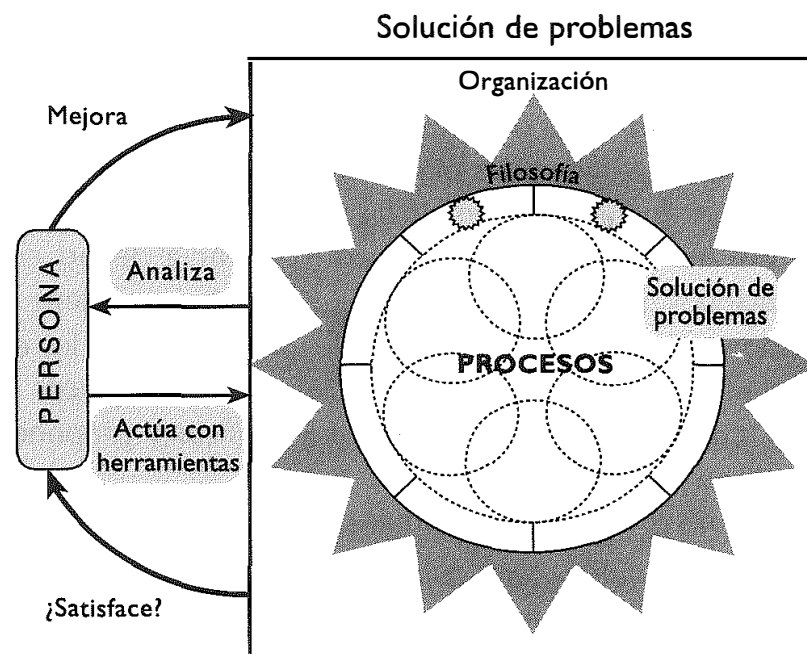 Solución de problemas
Organización
Mejora
Filosofía
PERSONA
Analiza
Solución de
problemas
PROCESOS
Actúa con
herramientas
¿Satisface?